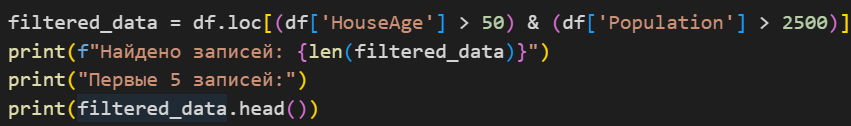 filtered_data = df.loc[(df['HouseAge'] > 50) & (df['Population'] > 2500)]
print(f"Найдено записей: {len(filtered_data)}")
print("Первые 5 записей:")
print(filtered_data.head())